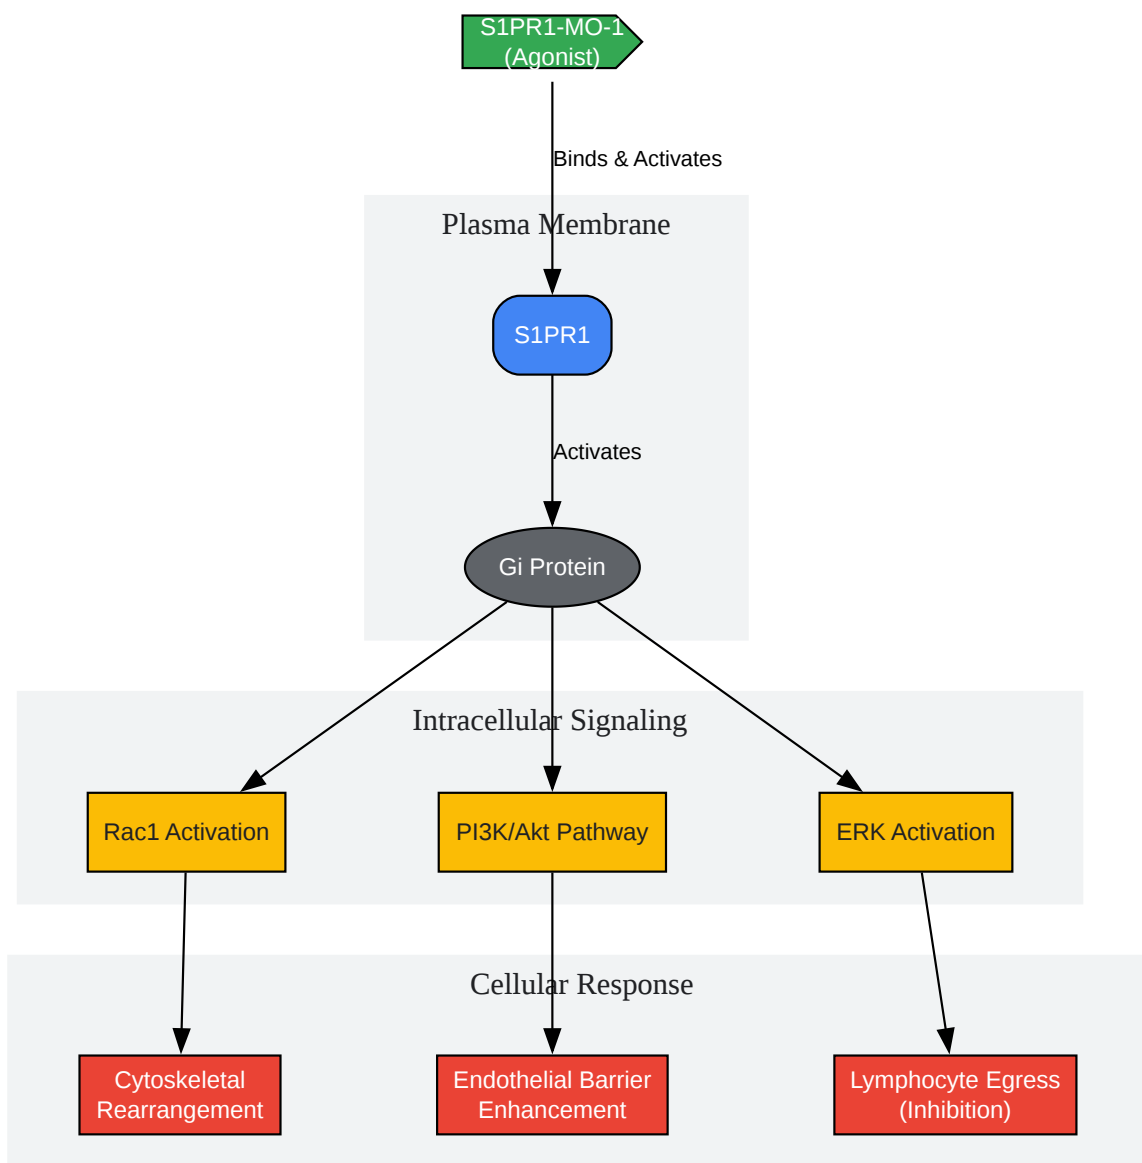 S1PR1-MO-1
(Agonist)
Binds & Activates
Plasma Membrane
S1PR1
Activates
Gi Protein
Intracellular Signaling
Rac1 Activation
PI3K/Akt Pathway
ERK Activation
Cellular Response
Cytoskeletal
Rearrangement
Endothelial Barrier
Enhancement
Lymphocyte Egress
(Inhibition)